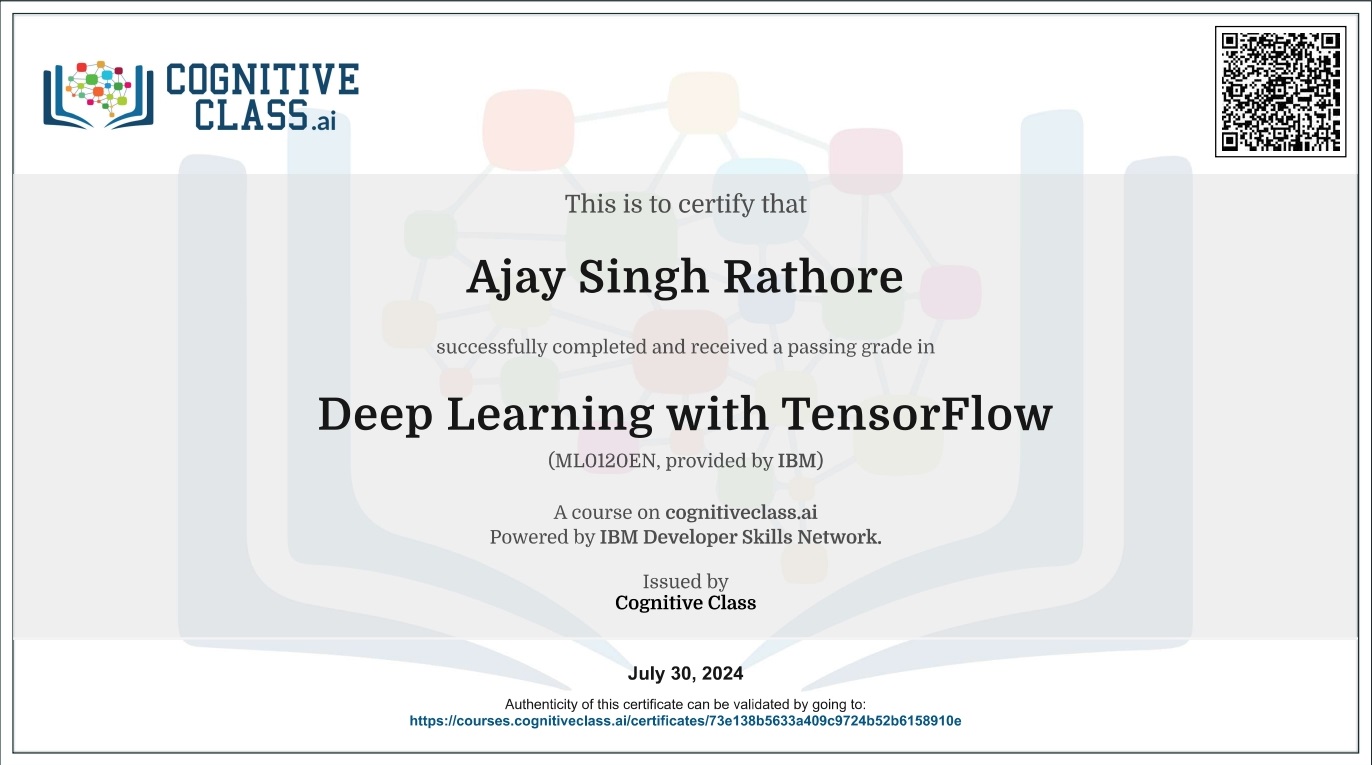 COGNITIVE
CLASS.ai
This is to certify that
Ajay Singh Rathore
successfully completed and received a passing grade in
Deep Learning with TensorFlow
(ML0120EN, provided by IBM)
A course on cognitiveclass.ai
Powered by IBM Developer Skills Network.
Issued by
Cognitive Class
July 30, 2024
Authenticity of this certificate can be validated by going to:
https://courses.cognitiveclass.ai/certificates/73e138b5633a409c9724b52b6158910e